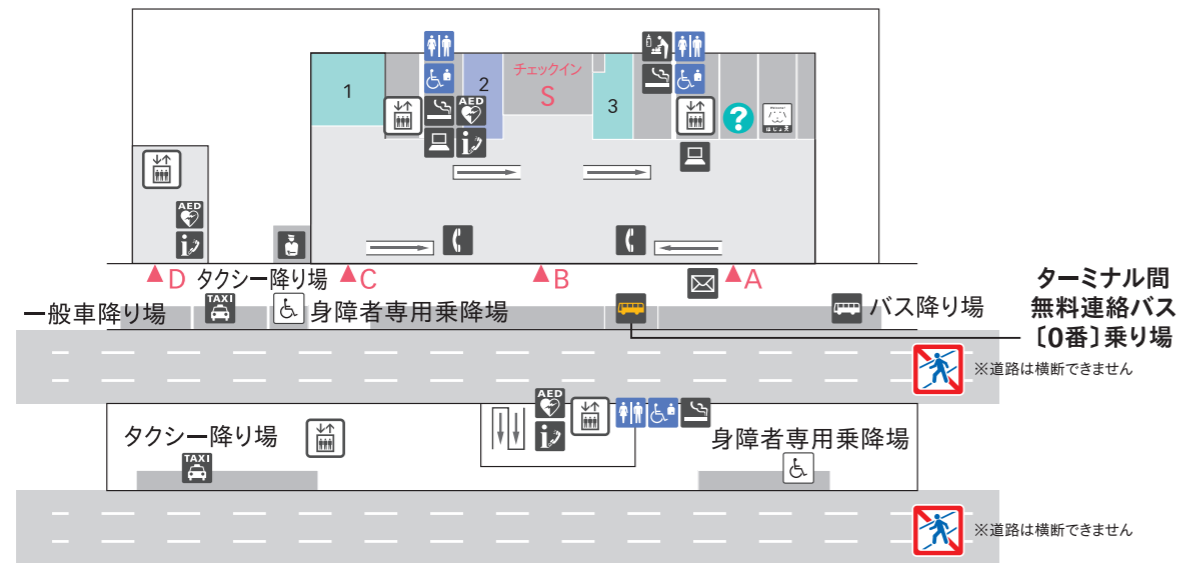 チェックイン
S
1
2
3
AED
?
AED
D
タクシー降り場
C
B
A
ターミナル間
無料連絡バス
〔0番〕乗り場
一般車降り場
TAXI
身障者専用乗降場
バス降り場
※道路は横断できません
AED
タクシー降り場
TAXI
身障者専用乗降場
※道路は横断できません